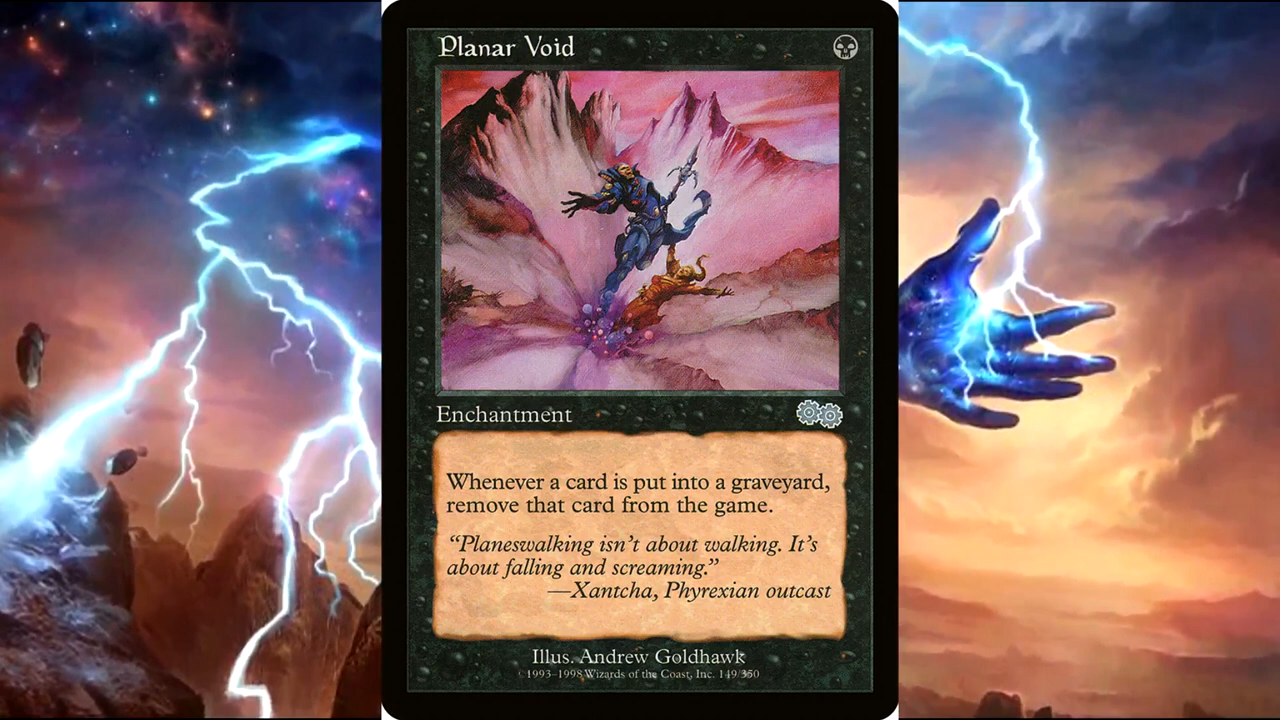 Planar Void
Enchantment
Whenever a card is put into a graveyard,
remove that card from the game.
“Planeswalking isn’t about walking. It’s
about falling and screaming.”
—Xantcha, Phyrexian outcast
Illus. Andrew Goldhawk
1993–1998 Wizards of the Coast, Inc. 149/350